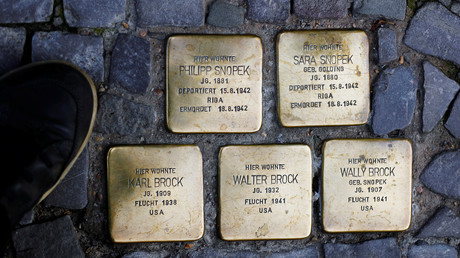 HIER WOHNTE
PHILIPP SNOPEK
JG. 1881
DEPORTIERT 15.8.1942
RIGA
ERMORDET 18.8.1942
HIER WOHNTE
SARA SNOPEK
GEB. GOLDING
JG. 1880
DEPORTIERT 15.8.1942
RIGA
ERMORDET 18.8.1942
HIER WOHNTE
KARL BROCK
JG. 1909
FLUCHT 1938
USA
HIER WOHNTE
WALTER BROCK
JG. 1932
FLUCHT 1941
USA
HIER WOHNTE
WALLY BROCK
GEB. SNOPEK
JG. 1907
FLUCHT 1941
USA